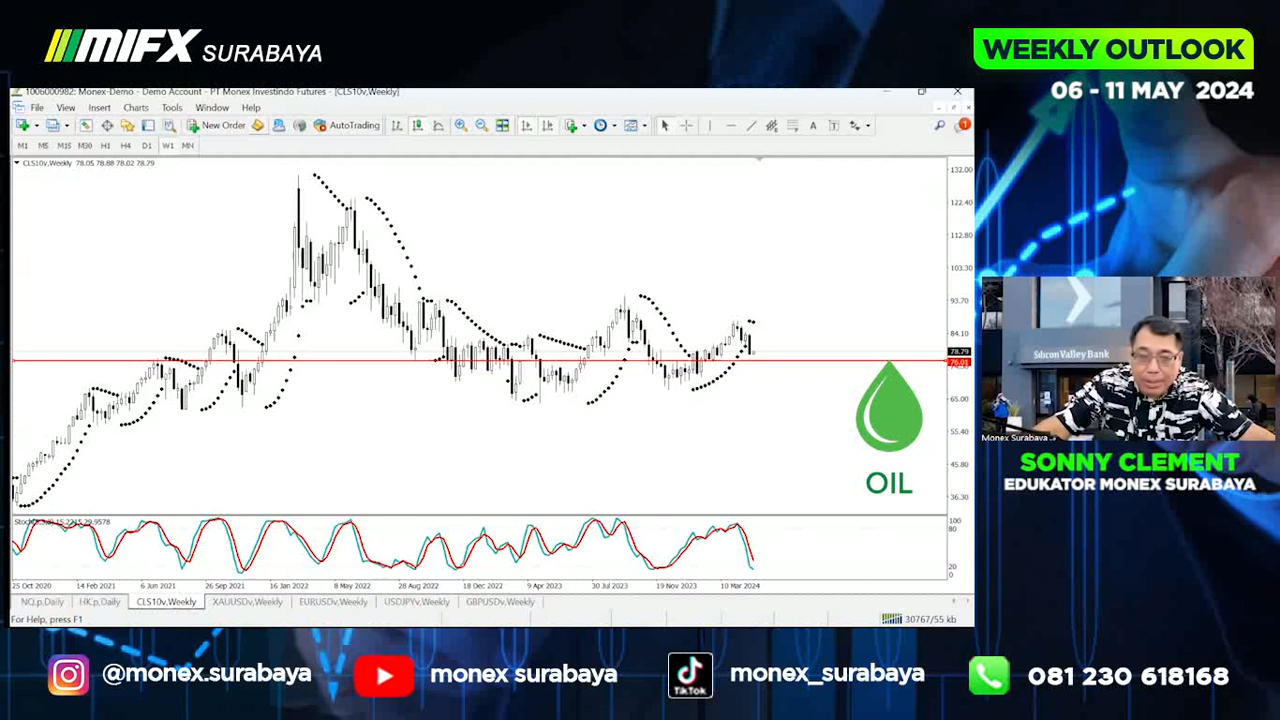 MIFX SURABAYA
WEEKLY OUTLOOK
06 - 11 MAY 2024
1006000982: Monex-Demo - Demo Account - PT Monex Investindo Futures - [CLS10v,Weekly]
File View Insert Charts Tools Window Help
New Order AutoTrading
M1 M5 M15 M30 H1 H4 D1 W1 MN
CLS10v,Weekly 78.05 78.88 78.02 78.79
132.00
122.40
112.80
103.30
93.70
84.10
78.79
76.01
65.00
55.40
45.80
36.30
OIL
100
80
20
0
25 Oct 2020 14 Feb 2021 6 Jun 2021 26 Sep 2021 16 Jan 2022 8 May 2022 28 Aug 2022 18 Dec 2022 9 Apr 2023 30 Jul 2023 19 Nov 2023 10 Mar 2024
NQ.p,Daily HK.p,Daily CLS10v,Weekly XAUUSDv,Weekly EURUSDv,Weekly USDJPYv,Weekly GBPUSDv,Weekly
For Help, press F1
30767/55 kb
Silicon Valley Bank
Monex Surabaya
SONNY CLEMENT
EDUKATOR MONEX SURABAYA
@monex.surabaya
monex surabaya
TikTok
monex_surabaya
081 230 618168